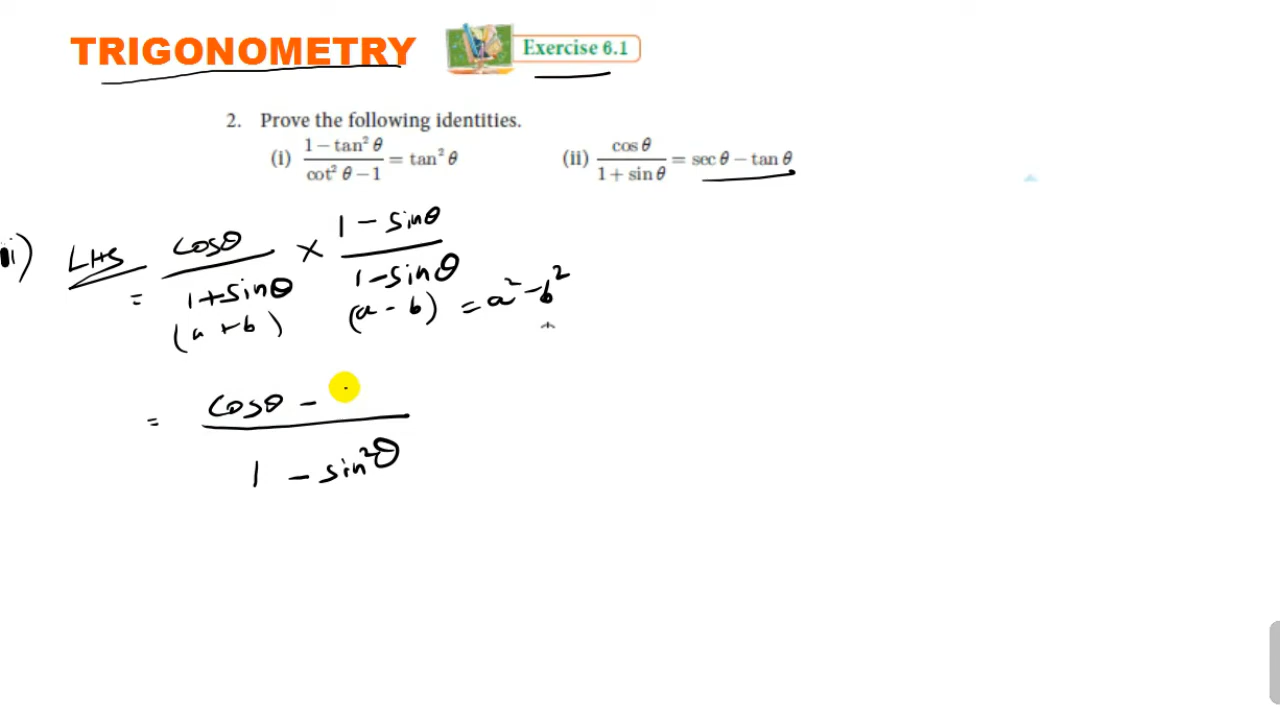 TRIGONOMETRY Exercise 6.1
2. Prove the following identities.
(i) (1 − tan² θ)/(cot² θ − 1) = tan² θ (ii) cos θ/(1 + sin θ) = sec θ − tan θ
ii) LHS = cosθ/(1+sinθ) × (1 − sinθ)/(1 − sinθ)
(a + b) (a − b) = a² − b²
= (cosθ −)/(1 − sin²θ)